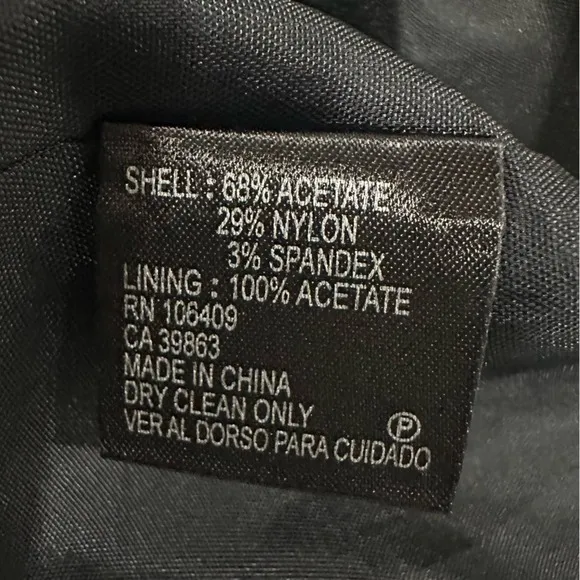 SHELL : 68% ACETATE
29% NYLON
3% SPANDEX
LINING : 100% ACETATE
RN 106409
CA 39863
MADE IN CHINA
DRY CLEAN ONLY Ⓟ
VER AL DORSO PARA CUIDADO